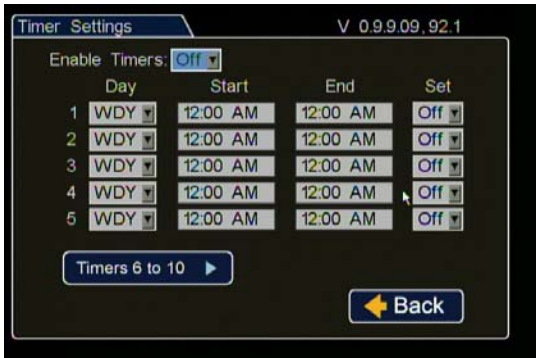 Timer Settings V 0.9.9.09, 92.1
Enable Timers: Off
Day Start End Set
1 WDY 12:00 AM 12:00 AM Off
2 WDY 12:00 AM 12:00 AM Off
3 WDY 12:00 AM 12:00 AM Off
4 WDY 12:00 AM 12:00 AM Off
5 WDY 12:00 AM 12:00 AM Off
Timers 6 to 10
Back